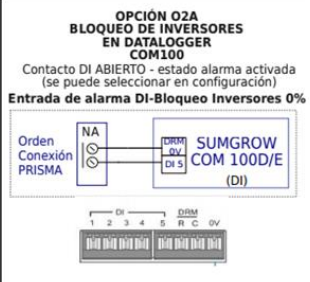 OPCIÓN O2A
BLOQUEO DE INVERSORES
EN DATALOGGER
COM100
Contacto DI ABIERTO - estado alarma activada
(se puede seleccionar en configuración)
Entrada de alarma DI-Bloqueo Inversores 0%
Orden
Conexión
PRISMA
NA
DRM
0V
DI 5
SUMGROW
COM 100D/E
(DI)
DI DRM
1 2 3 4 5 R C 0V